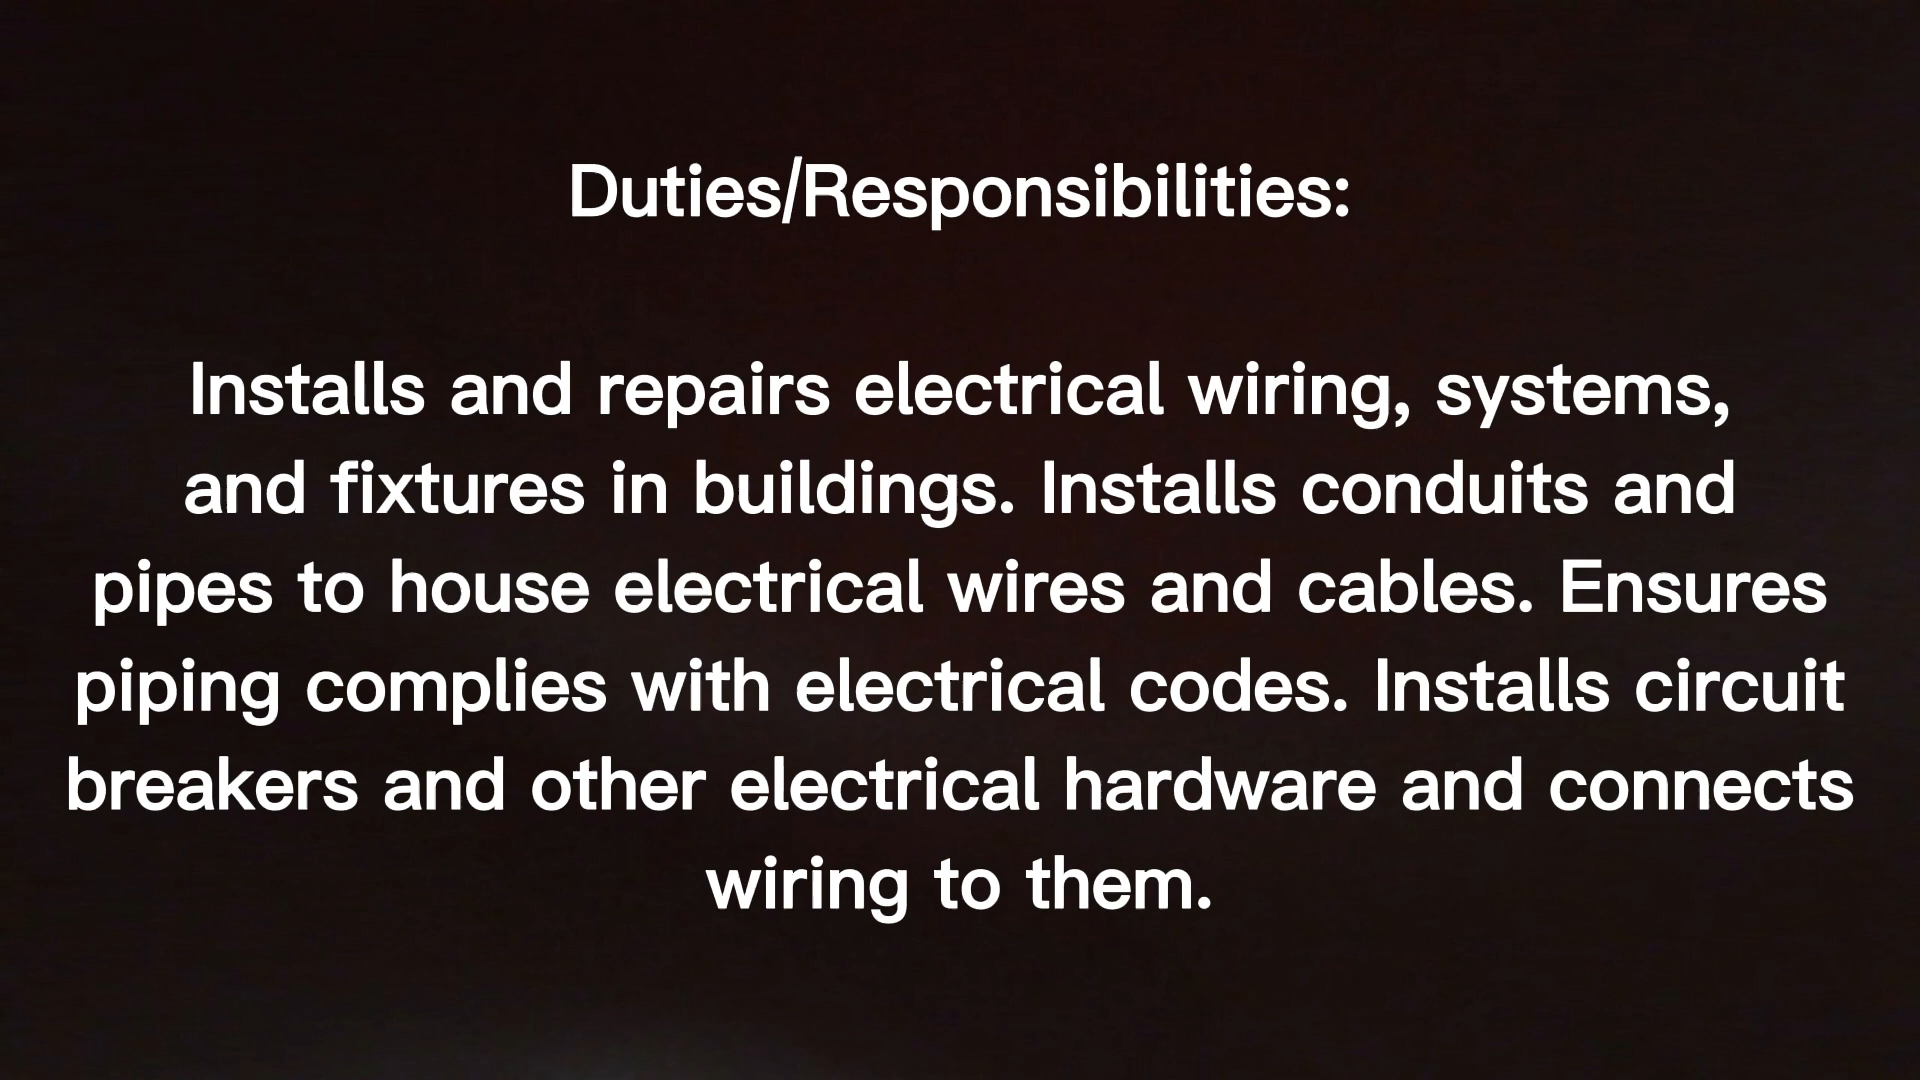 Duties/Responsibilities:
Installs and repairs electrical wiring, systems,
and fixtures in buildings. Installs conduits and
pipes to house electrical wires and cables. Ensures
piping complies with electrical codes. Installs circuit
breakers and other electrical hardware and connects
wiring to them.